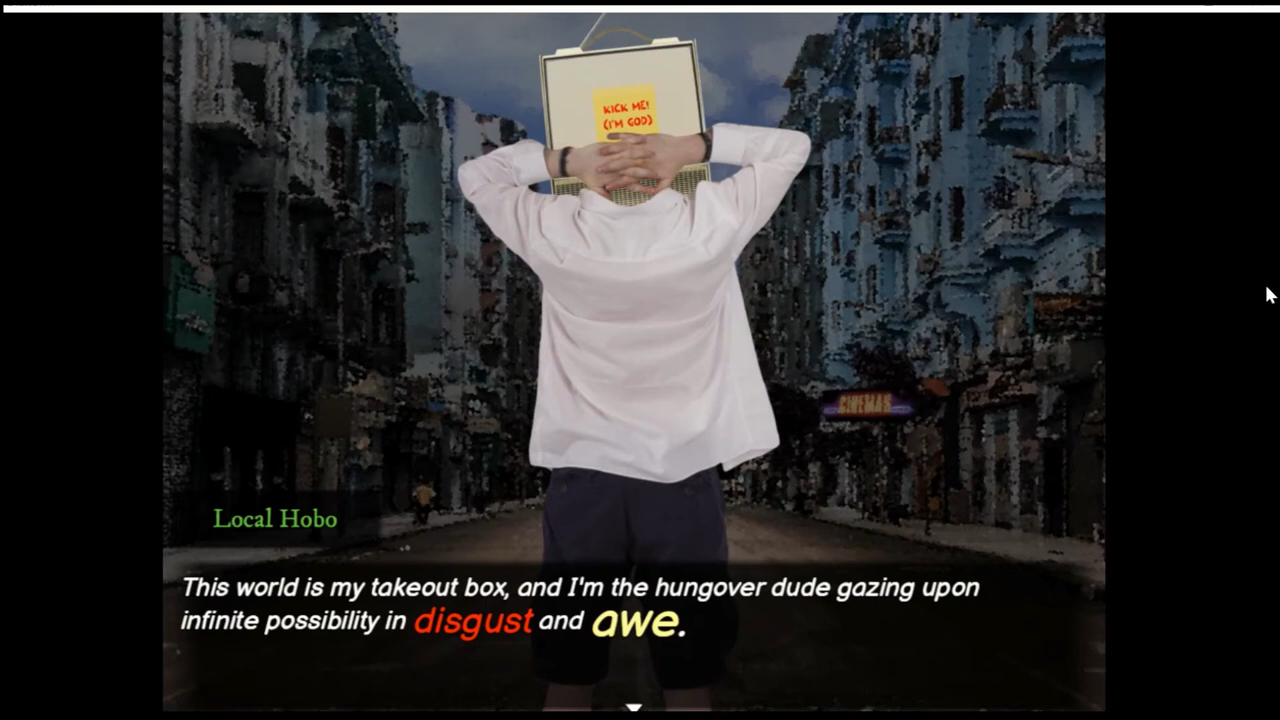 KICK ME!
(I'M GOD)
CINEMAS
Local Hobo
This world is my takeout box, and I'm the hungover dude gazing upon
infinite possibility in disgust and awe.